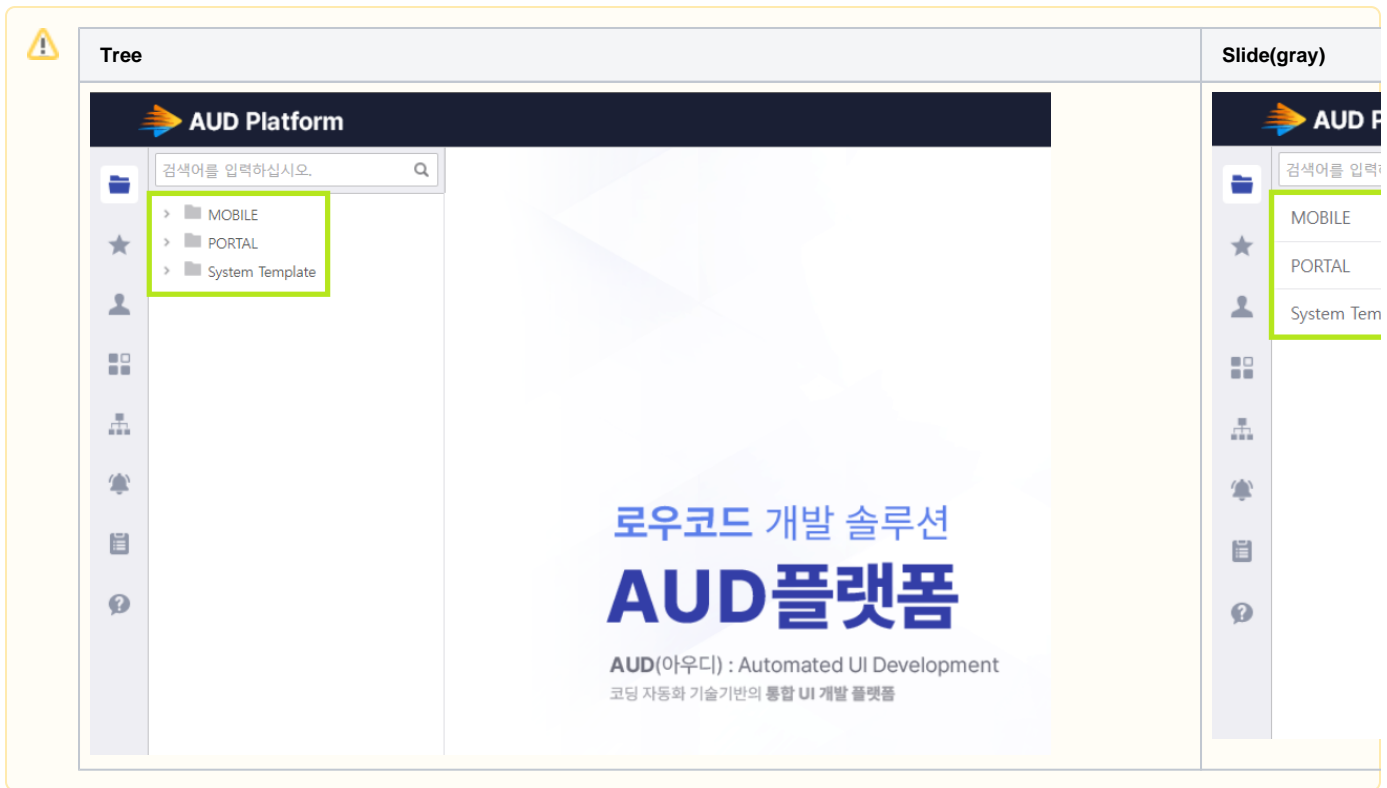 Tree
Slide(gray)
AUD Platform
검색어를 입력하십시오.
MOBILE
PORTAL
System Template
로우코드 개발 솔루션
AUD플랫폼
AUD(아우디) : Automated UI Development
코딩 자동화 기술기반의 통합 UI 개발 플랫폼
AUD
검색어를
MOBILE
PORTAL
System